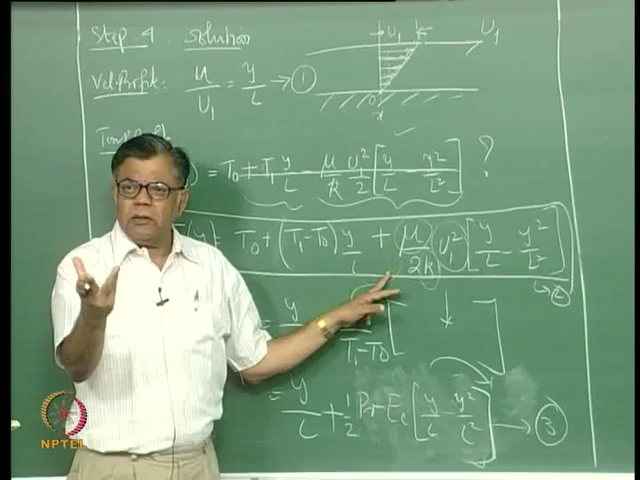 Step. 4 . solution
U₁ L U₁
Vel. Profile: u/U₁ = y/L → ①
) = T₀ + T₁ y/L − μ/k U₁²/2 [y/L − y²/L²] ?
T(y) = T₀ + (T₁ − T₀) y/L + μ/2k U₁² [y/L − y²/L²] → ②
= y/ [ ↓ ]
T₁ − T₀
= y/L + 1/2 Pr Ec [y/L − y²/L²] → ③
NPTEL